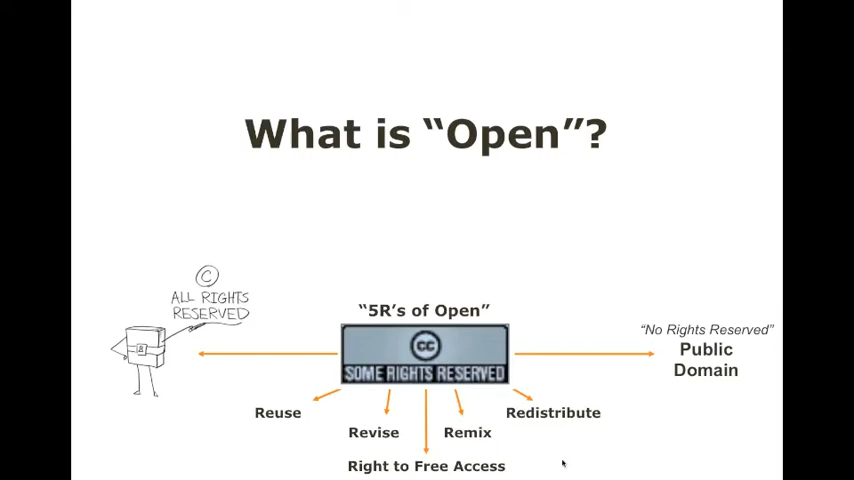 What is “Open”?
©
ALL RIGHTS
RESERVED
“5R’s of Open”
cc
SOME RIGHTS RESERVED
“No Rights Reserved”
Public
Domain
Reuse
Revise
Remix
Redistribute
Right to Free Access